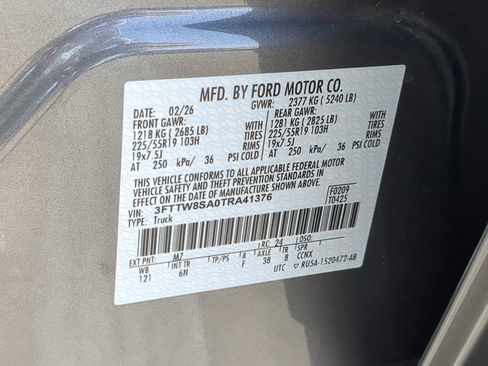 MFD. BY FORD MOTOR CO.
DATE: 02/26 GVWR: 2377 KG ( 5240 LB)
FRONT GAWR: WITH REAR GAWR: WITH
1218 KG ( 2685 LB) TIRES 1281 KG ( 2825 LB) TIRES
225/55R19 103H RIMS 225/55R19 103H RIMS
19x7.5J 19x7.5J
AT 250 kPa/ 36 PSI COLD AT 250 kPa/ 36 PSI COLD
THIS VEHICLE CONFORMS TO ALL APPLICABLE FEDERAL MOTOR
VEHICLE SAFETY AND THEFT PREVENTION STANDARDS IN
EFFECT ON THE DATE OF MANUFACTURE SHOWN ABOVE.
VIN: 3FTTW8SA0TRA41376 F0209
TYPE: Truck T0425
EXT PNT: M7 RC: 24 DSO:
WB INT TR TP/PS R AXLE TR SPR
121 6N F 38 8 CCNX
UTC RU5A-1520472-AB